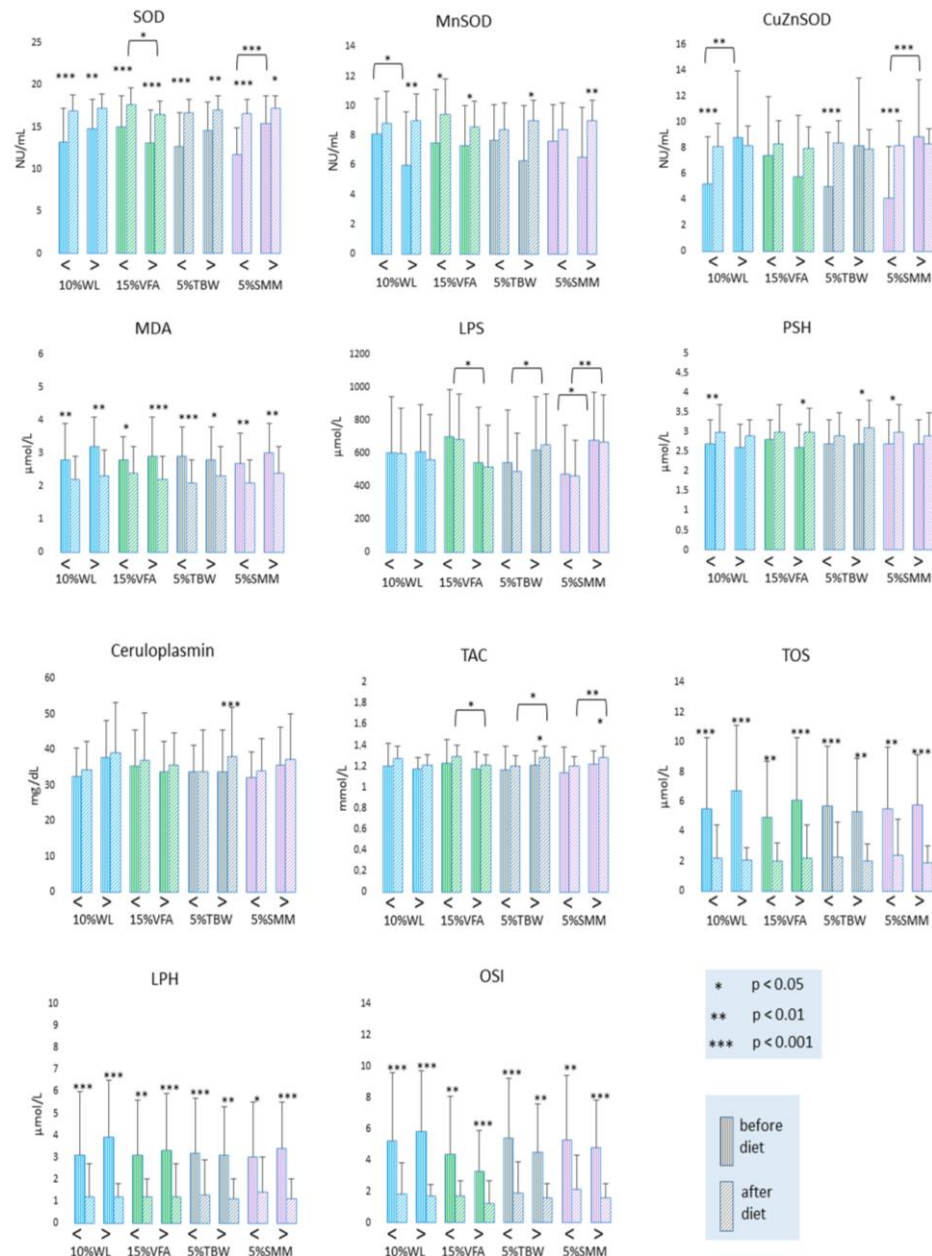 SOD
25
20
15
10
5
0
NU/mL
*** ** *** * *** *** ** *** *** *
< > < > < > < >
10%WL 15%VFA 5%TBW 5%SMM
MnSOD
14
12
10
8
6
4
2
0
NU/mL
* ** * * * **
< > < > < > < >
10%WL 15%VFA 5%TBW 5%SMM
CuZnSOD
16
14
12
10
8
6
4
2
0
NU/mL
*** ** *** *** ***
< > < > < > < >
10%WL 15%VFA 5%TBW 5%SMM
MDA
6
5
4
3
2
1
0
μmol/L
** ** * *** *** * ** **
< > < > < > < >
10%WL 15%VFA 5%TBW 5%SMM
LPS
1200
1000
800
600
400
200
0
μmol/L
* * * **
< > < > < > < >
10%WL 15%VFA 5%TBW 5%SMM
PSH
5
4.5
4
3.5
3
2.5
2
1.5
1
0.5
0
μmol/L
** * * *
< > < > < > < >
10%WL 15%VFA 5%TBW 5%SMM
Ceruloplasmin
60
50
40
30
20
10
0
mg/dL
***
< > < > < > < >
10%WL 15%VFA 5%TBW 5%SMM
TAC
2
1.8
1.6
1.4
1.2
1
0.8
0.6
0.4
0.2
0
mmol/L
* * * ** *
< > < > < > < >
10%WL 15%VFA 5%TBW 5%SMM
TOS
14
12
10
8
6
4
2
0
μmol/L
*** *** ** *** *** ** ** ***
< > < > < > < >
10%WL 15%VFA 5%TBW 5%SMM
LPH
10
9
8
7
6
5
4
3
2
1
0
μmol/L
*** *** ** *** *** ** * ***
< > < > < > < >
10%WL 15%VFA 5%TBW 5%SMM
OSI
14
12
10
8
6
4
2
0
*** *** ** *** *** ** ** ***
< > < > < > < >
10%WL 15%VFA 5%TBW 5%SMM
* p < 0.05
** p < 0.01
*** p < 0.001
before
diet
after
diet